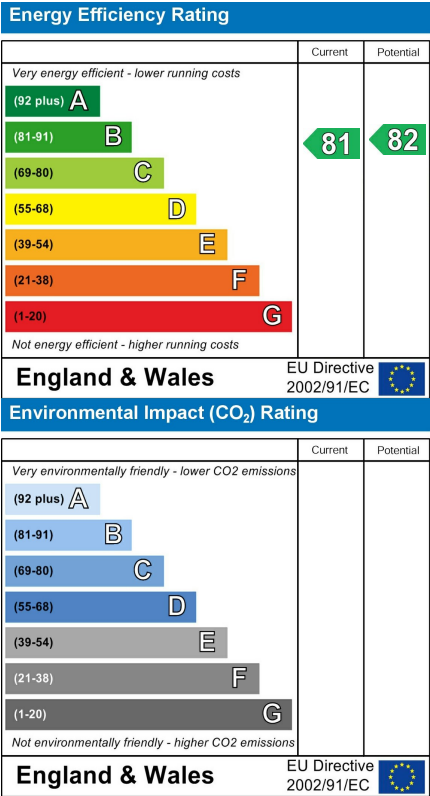 Energy Efficiency Rating
Current Potential
Very energy efficient - lower running costs
(92 plus) A
(81-91) B
81 82
(69-80) C
(55-68) D
(39-54) E
(21-38) F
(1-20) G
Not energy efficient - higher running costs
England & Wales
EU Directive
2002/91/EC
Environmental Impact (CO₂) Rating
Current Potential
Very environmentally friendly - lower CO2 emissions
(92 plus) A
(81-91) B
(69-80) C
(55-68) D
(39-54) E
(21-38) F
(1-20) G
Not environmentally friendly - higher CO2 emissions
England & Wales
EU Directive
2002/91/EC